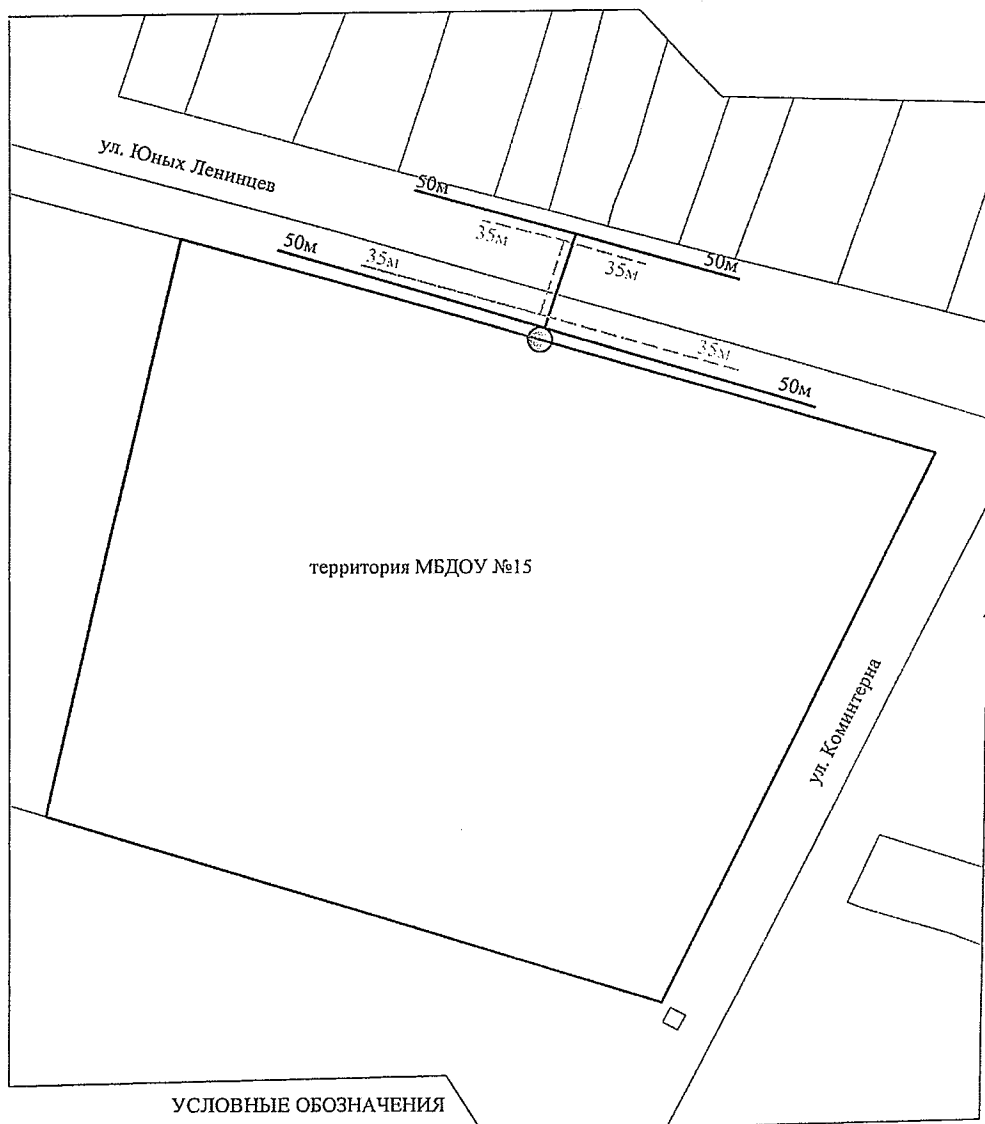 ул. Юных Ленинцев
50м
35м
50м
35м
50м
35м
35м
50м
территория МБДОУ №15
ул. Коминтерна
УСЛОВНЫЕ ОБОЗНАЧЕНИЯ